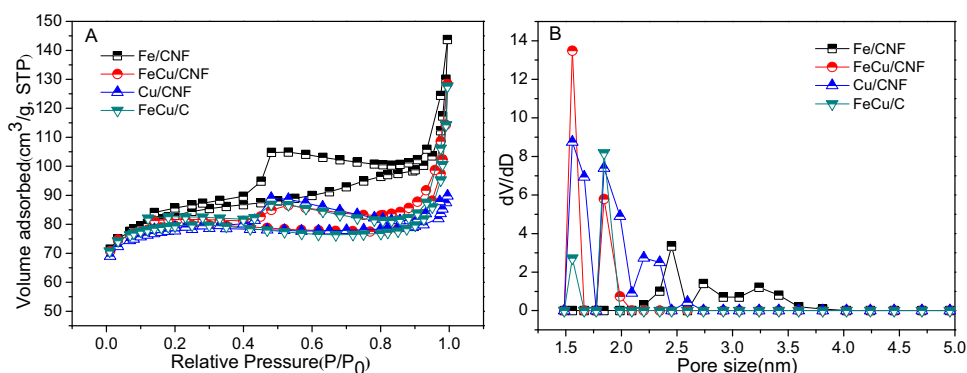 A
Fe/CNF
FeCu/CNF
Cu/CNF
FeCu/C
Volume adsorbed(cm³/g, STP)
150
140
130
120
110
100
90
80
70
60
50
0.0 0.2 0.4 0.6 0.8 1.0
Relative Pressure(P/P₀)
B
Fe/CNF
FeCu/CNF
Cu/CNF
FeCu/C
dV/dD
14
12
10
8
6
4
2
0
1.5 2.0 2.5 3.0 3.5 4.0 4.5 5.0
Pore size(nm)